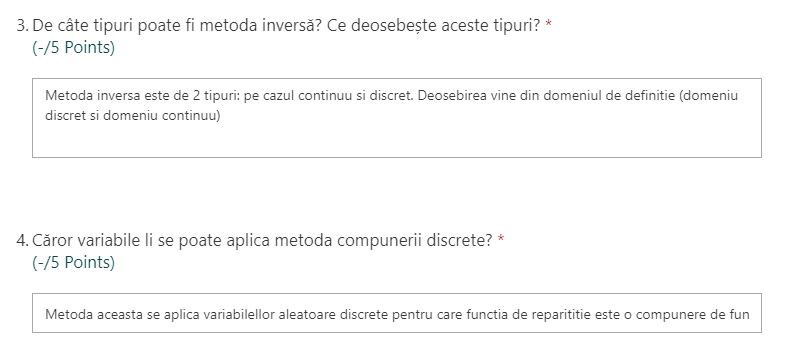 3. De câte tipuri poate fi metoda inversă? Ce deosebește aceste tipuri? *
(-/5 Points)
Metoda inversa este de 2 tipuri: pe cazul continuu si discret. Deosebirea vine din domeniul de definitie (domeniu
discret si domeniu continuu)
4. Căror variabile li se poate aplica metoda compunerii discrete? *
(-/5 Points)
Metoda aceasta se aplica variabilellor aleatoare discrete pentru care functia de reparititie este o compunere de fun